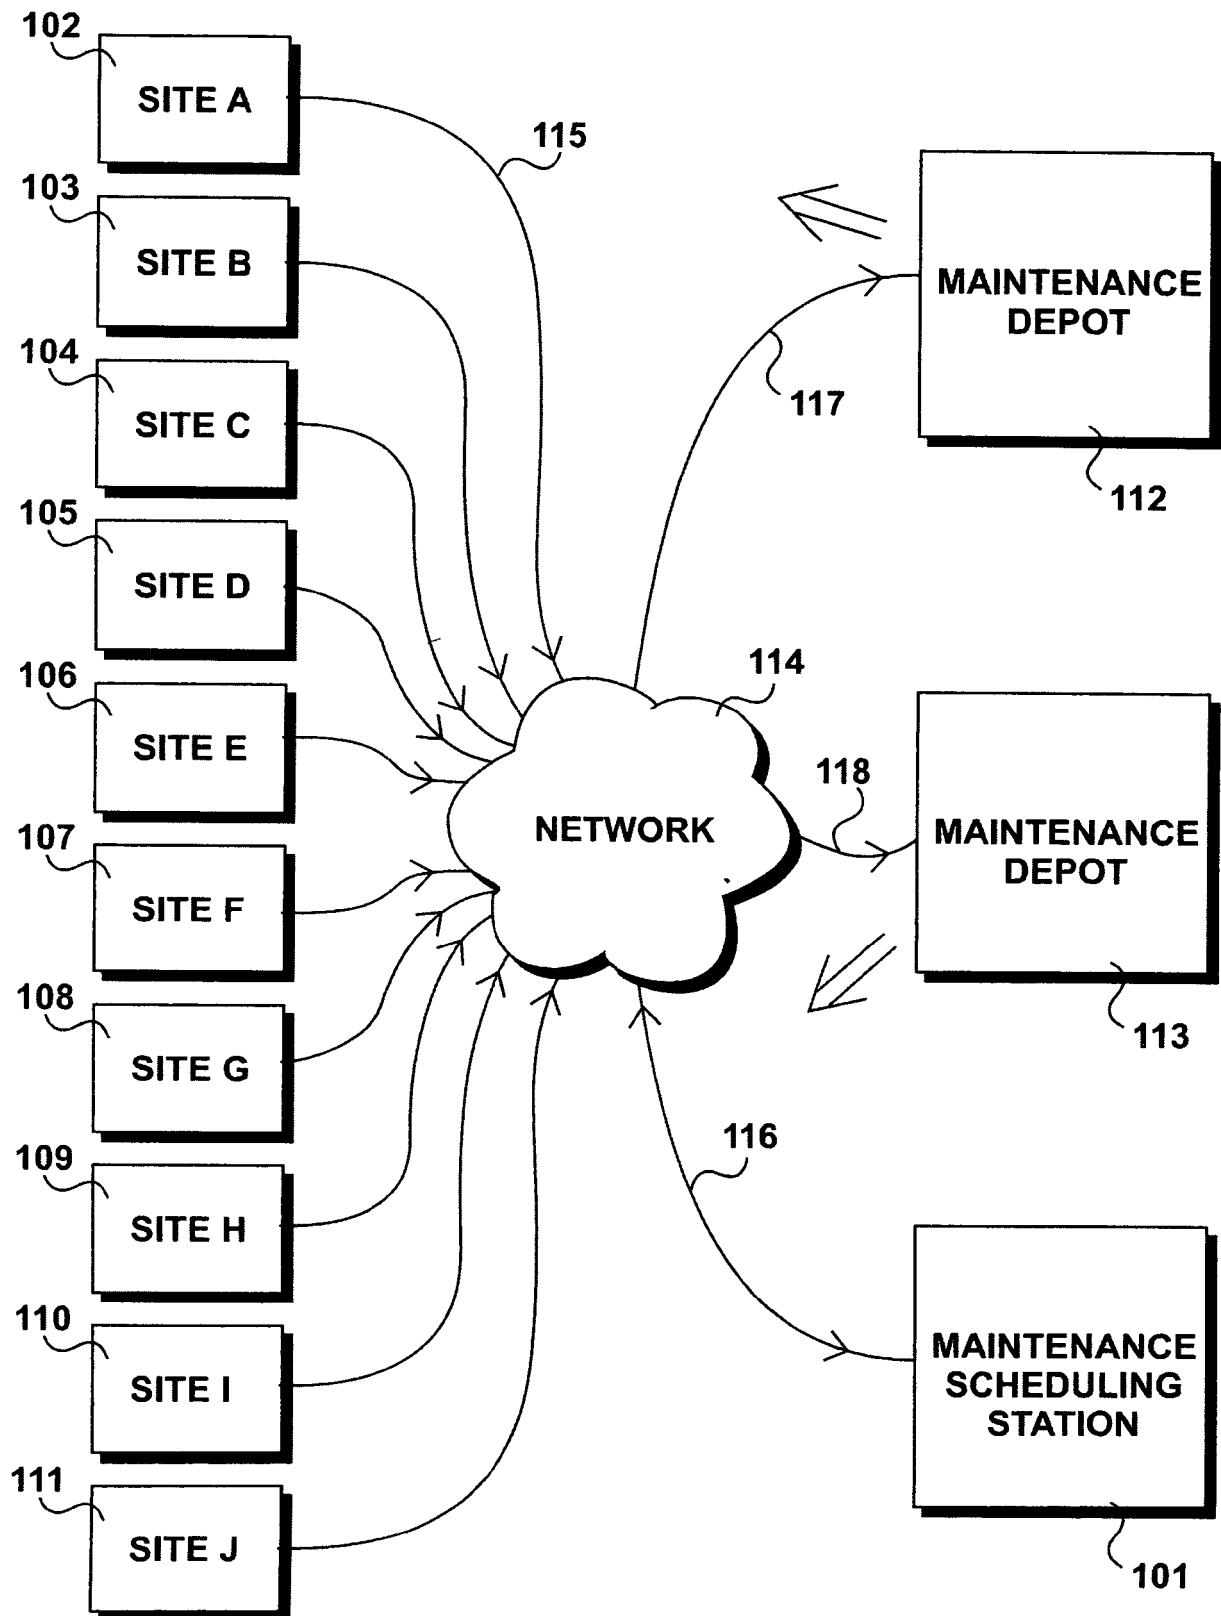 102
SITE A
115
103
SITE B
MAINTENANCE
DEPOT
117
112
104
SITE C
105
SITE D
106
SITE E
114
NETWORK
118
MAINTENANCE
DEPOT
113
107
SITE F
108
SITE G
109
SITE H
116
110
SITE I
MAINTENANCE
SCHEDULING
STATION
101
111
SITE J